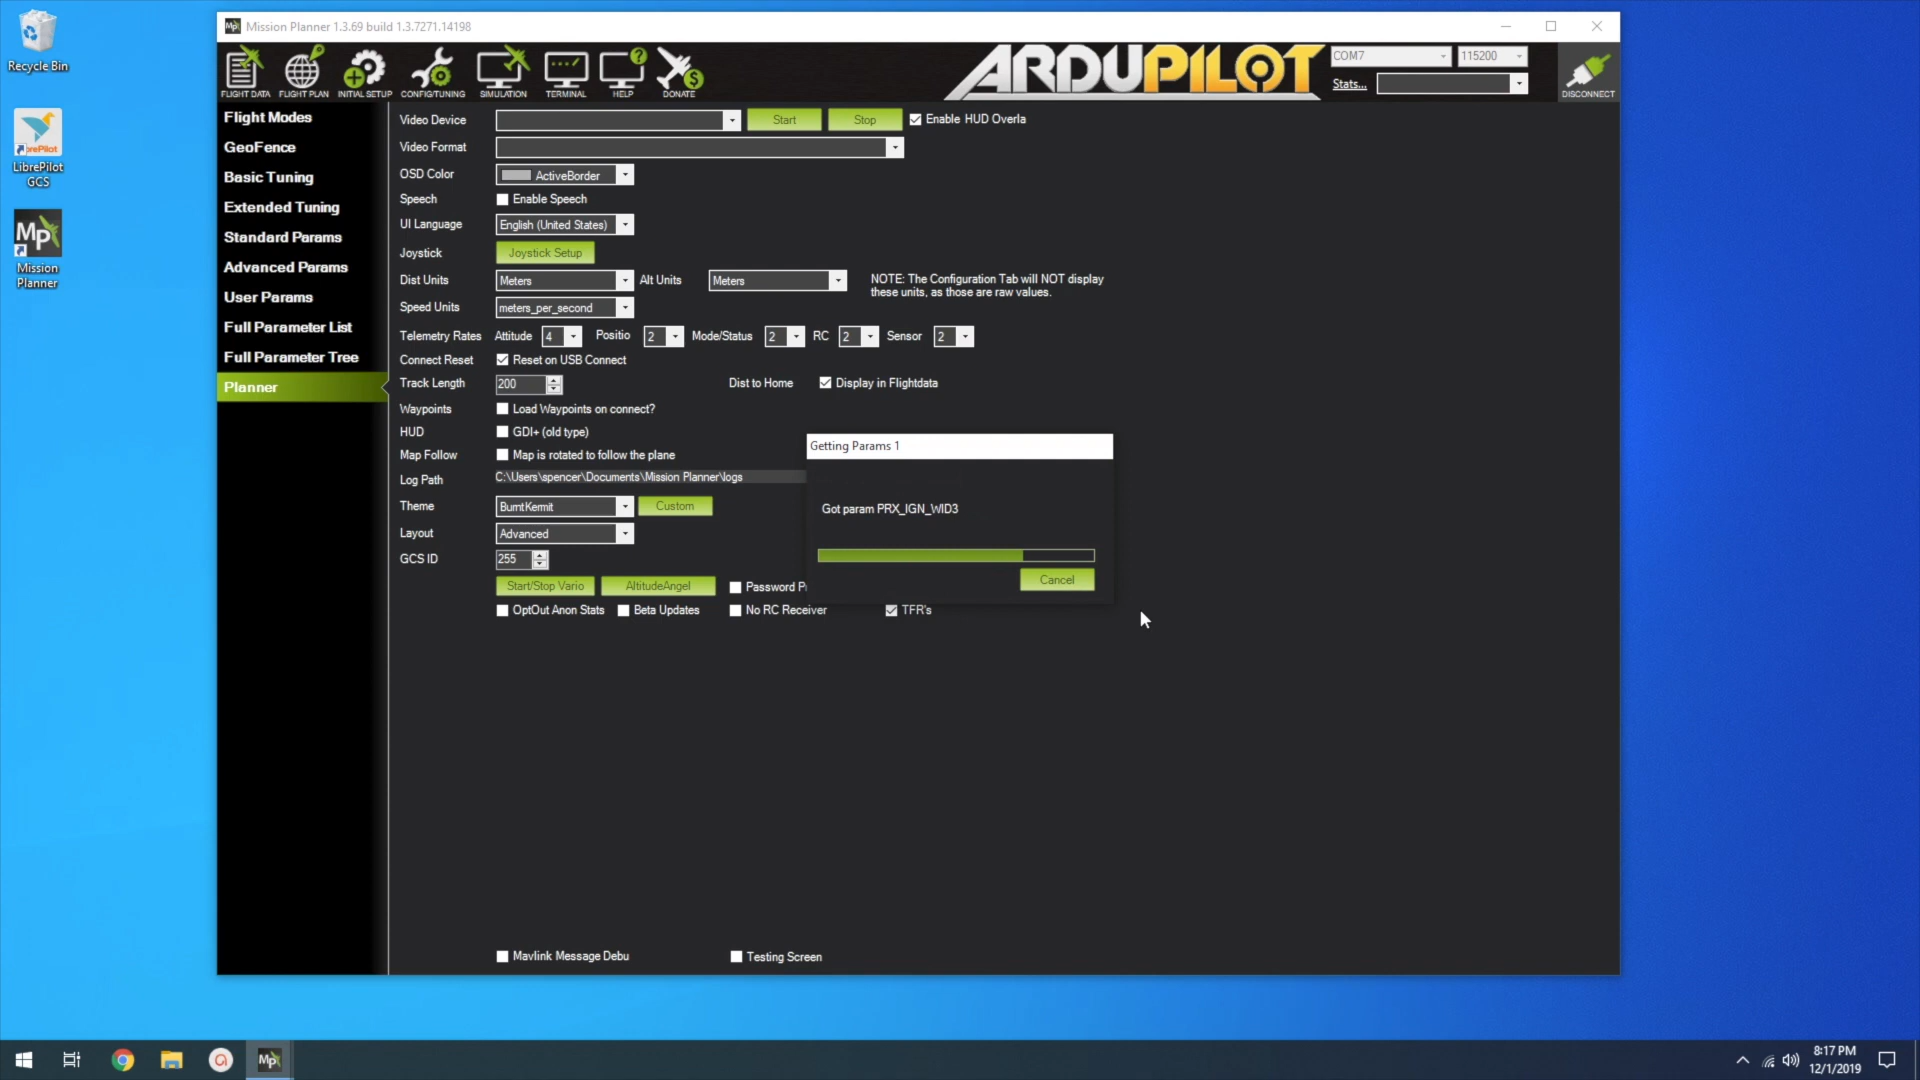 Recycle Bin
LibrePilot GCS
Mission Planner
Mission Planner 1.3.69 build 1.3.7271.14198
FLIGHT DATA FLIGHT PLAN INITIAL SETUP CONFIG/TUNING SIMULATION TERMINAL HELP DONATE
ARDUPILOT
COM7 115200
Stats...
DISCONNECT
Flight Modes
GeoFence
Basic Tuning
Extended Tuning
Standard Params
Advanced Params
User Params
Full Parameter List
Full Parameter Tree
Planner
Video Device Start Stop Enable HUD Overla
Video Format
OSD Color ActiveBorder
Speech Enable Speech
UI Language English (United States)
Joystick Joystick Setup
Dist Units Meters Alt Units Meters
NOTE: The Configuration Tab will NOT display
these units, as those are raw values.
Speed Units meters_per_second
Telemetry Rates Attitude 4 Positio 2 Mode/Status 2 RC 2 Sensor 2
Connect Reset Reset on USB Connect
Track Length 200 Dist to Home Display in Flightdata
Waypoints Load Waypoints on connect?
HUD GDI+ (old type)
Map Follow Map is rotated to follow the plane
Log Path C:\Users\spencer\Documents\Mission Planner\logs
Theme BurntKermit Custom
Layout Advanced
GCS ID 255
Start/Stop Vario AltitudeAngel Password P
OptOut Anon Stats Beta Updates No RC Receiver TFR's
Getting Params 1
Got param PRX_IGN_WID3
Cancel
Mavlink Message Debu Testing Screen
8:17 PM
12/1/2019